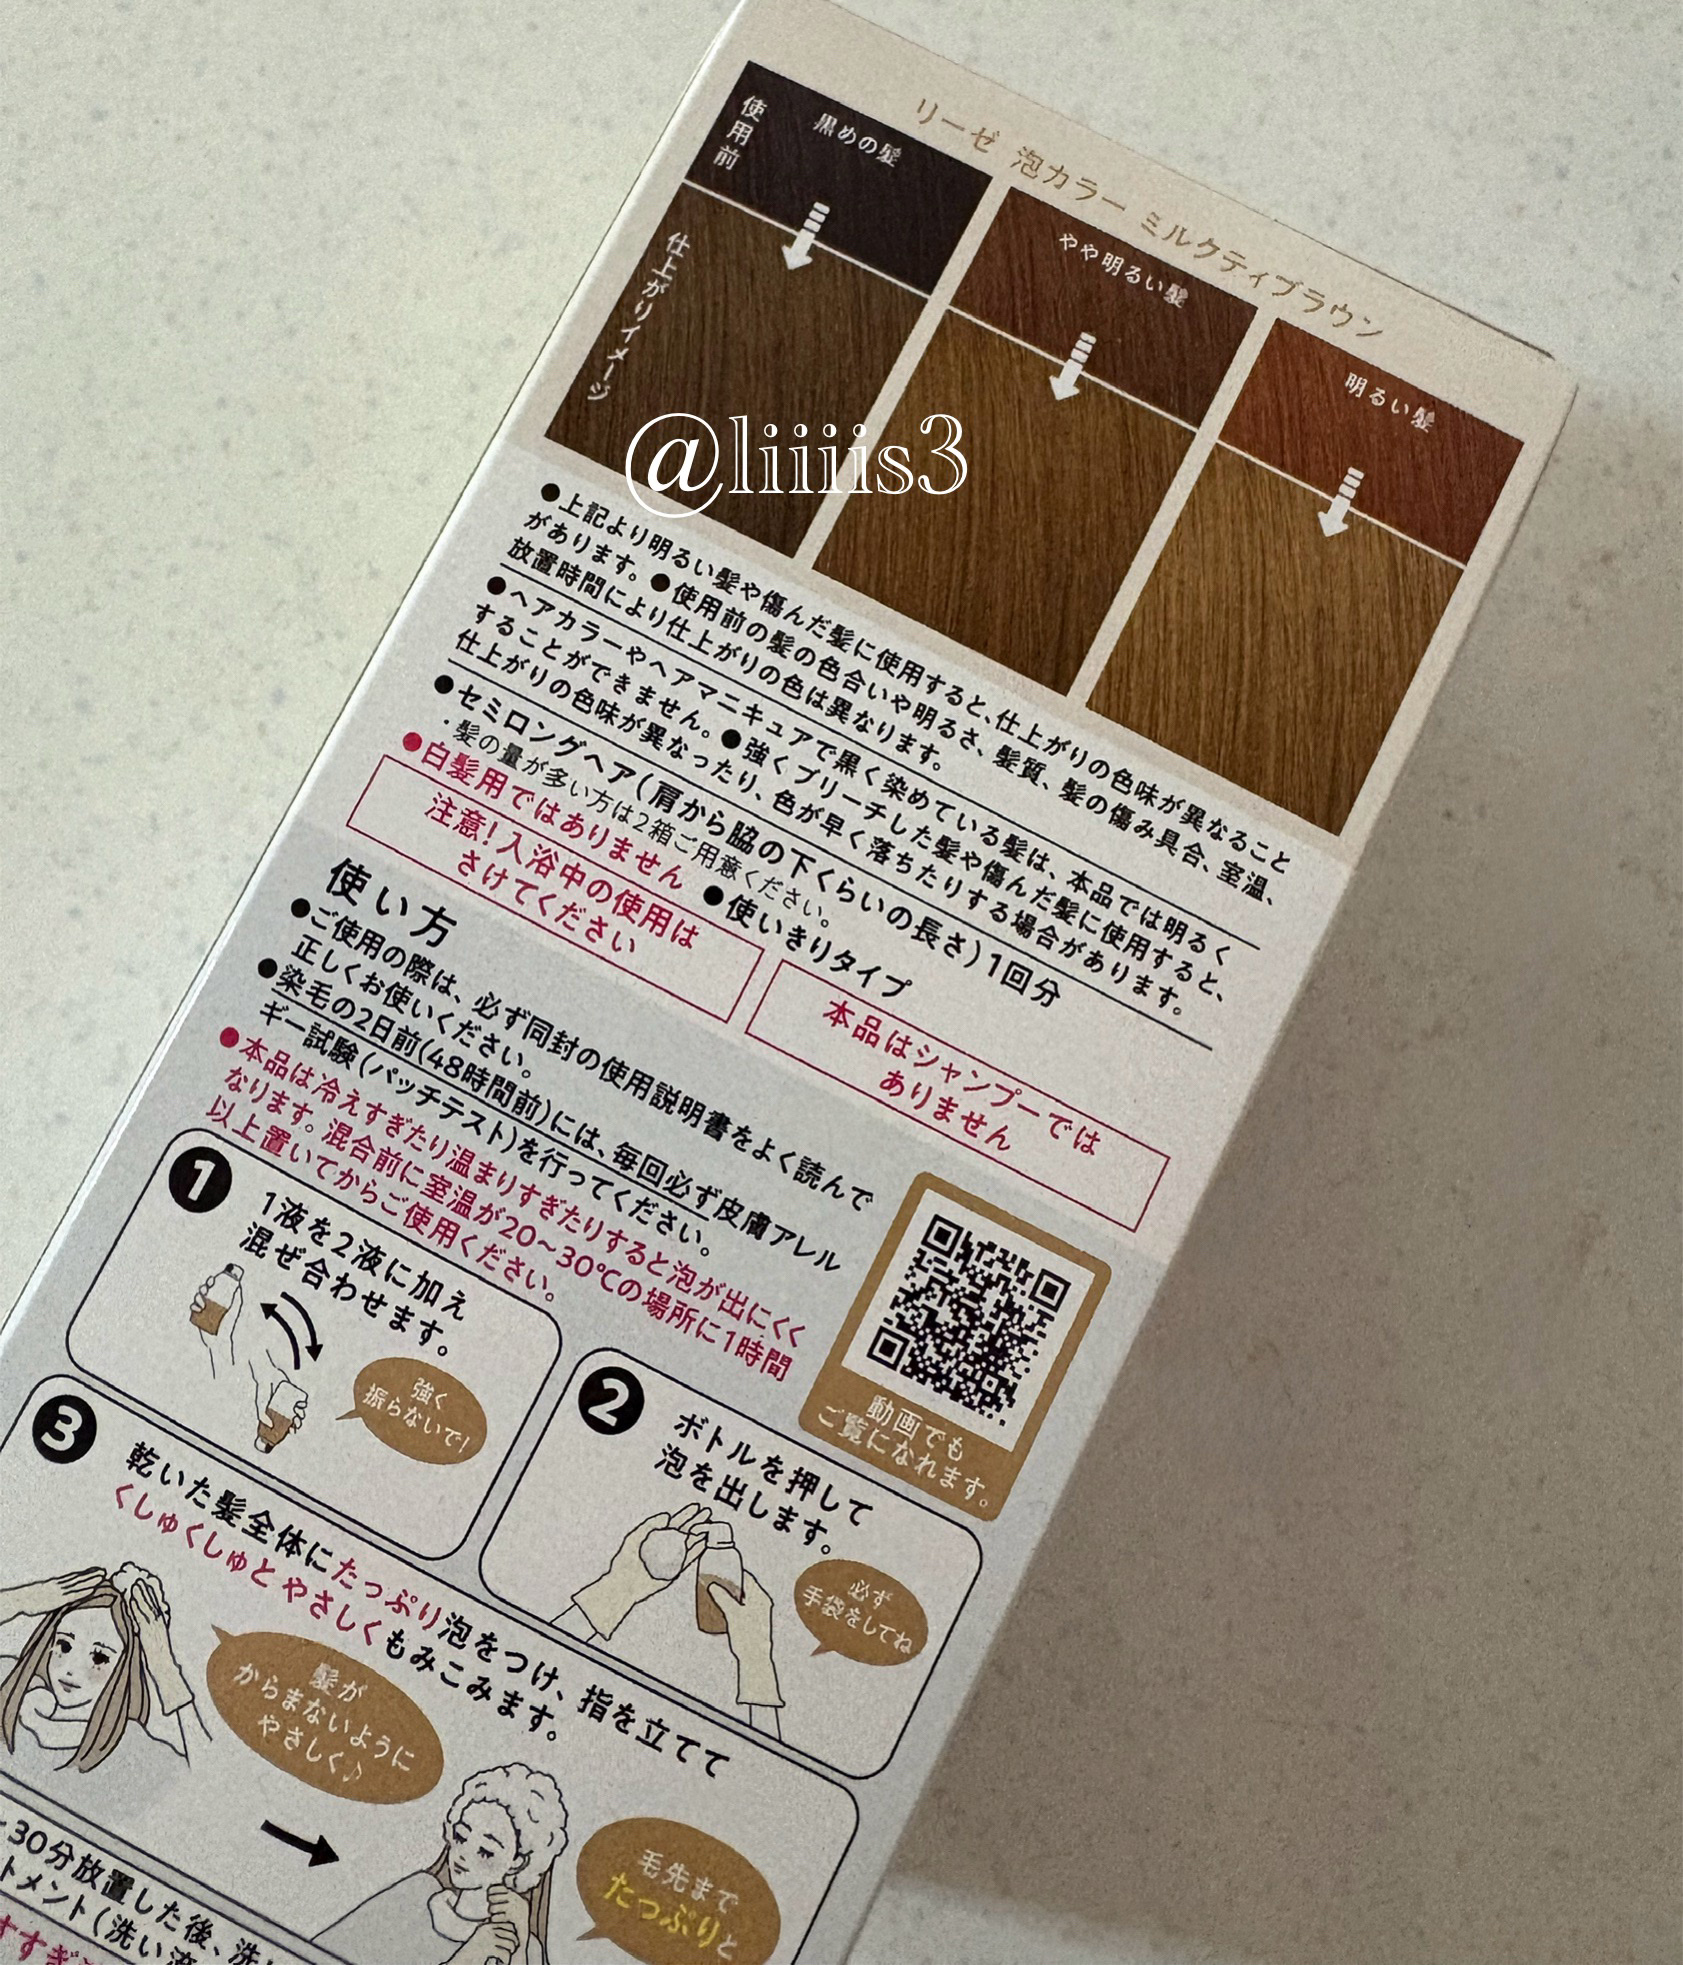 リーゼ 泡カラー ミルクティブラウン
使用前
黒めの髪
やや明るい髪
明るい髪
仕上がりイメージ
@liiiiis3
●上記より明るい髪や傷んだ髪に使用すると、仕上がりの色味が異なること
があります。●使用前の髪の色合いや明るさ、髪質、髪の傷み具合、室温、
放置時間により仕上がりの色は異なります。
●ヘアカラーやヘアマニキュアで黒く染めている髪は、本品では明るく
することができません。●強くブリーチした髪や傷んだ髪に使用すると、
仕上がりの色味が異なったり、色が早く落ちたりする場合があります。
●セミロングヘア(肩から脇の下くらいの長さ)1回分
・髪の量が多い方は2箱ご用意ください。
●白髪用ではありません ●使いきりタイプ
注意!入浴中の使用は
さけてください
本品はシャンプーでは
ありません
使い方
●ご使用の際は、必ず同封の使用説明書をよく読んで
正しくお使いください。
●染毛の2日前(48時間前)には、毎回必ず皮膚アレル
ギー試験(パッチテスト)を行ってください。
●本品は冷えすぎたり温まりすぎたりすると泡が出にくく
なります。混合前に室温が20~30℃の場所に1時間
以上置いてからご使用ください。
動画でも
ご覧になれます。
1
1液を2液に加え
混ぜ合わせます。
強く
振らないで!
2
ボトルを押して
泡を出します。
必ず
手袋をしてね
3
乾いた髪全体にたっぷり泡をつけ、指を立てて
くしゅくしゅとやさしくもみこみます。
髪が
からまないように
やさしく♪
毛先まで
たっぷりと
30分放置した後、洗い
トメント(洗い流
すすぎ